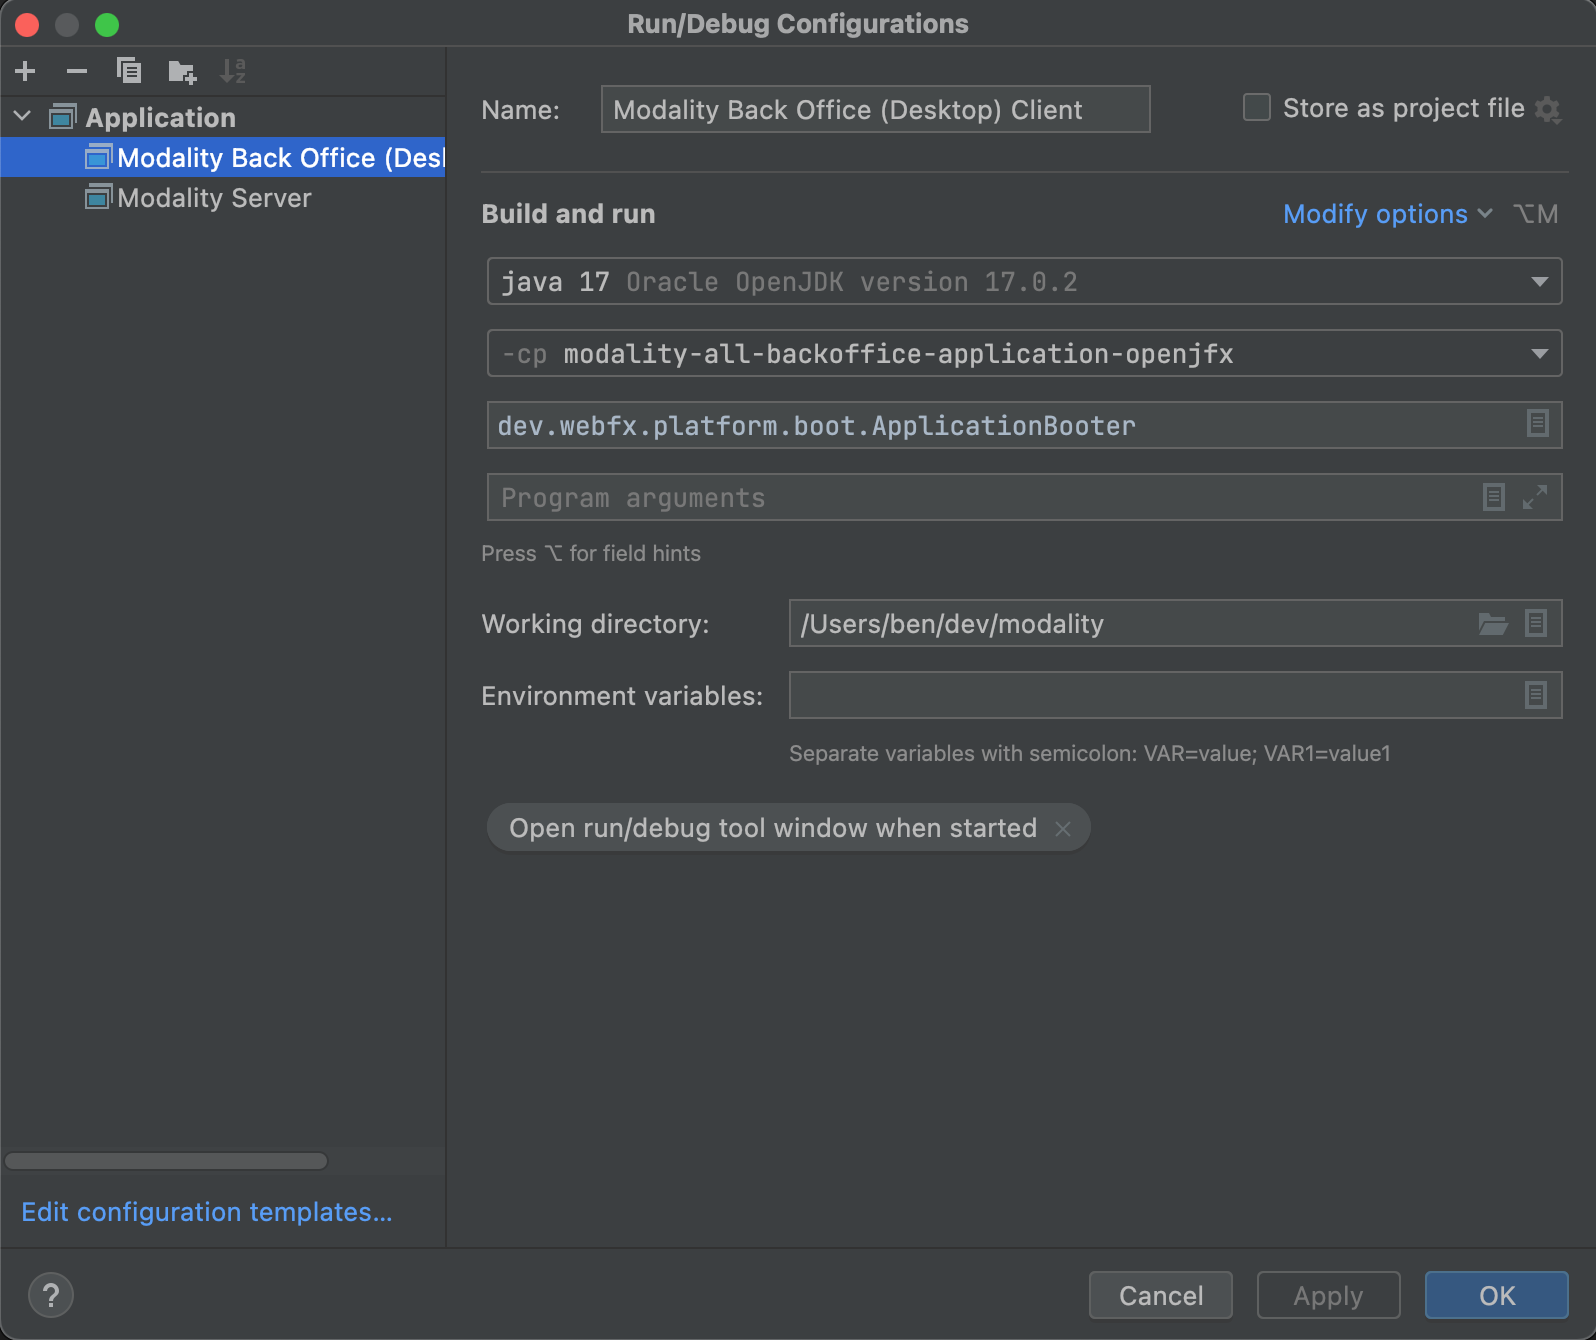 Run/Debug Configurations
Application
Modality Back Office (Desl
Modality Server
Name: Modality Back Office (Desktop) Client Store as project file
Build and run Modify options ⌥M
java 17 Oracle OpenJDK version 17.0.2
-cp modality-all-backoffice-application-openjfx
dev.webfx.platform.boot.ApplicationBooter
Program arguments
Press ⌥ for field hints
Working directory: /Users/ben/dev/modality
Environment variables:
Separate variables with semicolon: VAR=value; VAR1=value1
Open run/debug tool window when started
Edit configuration templates...
? Cancel Apply OK